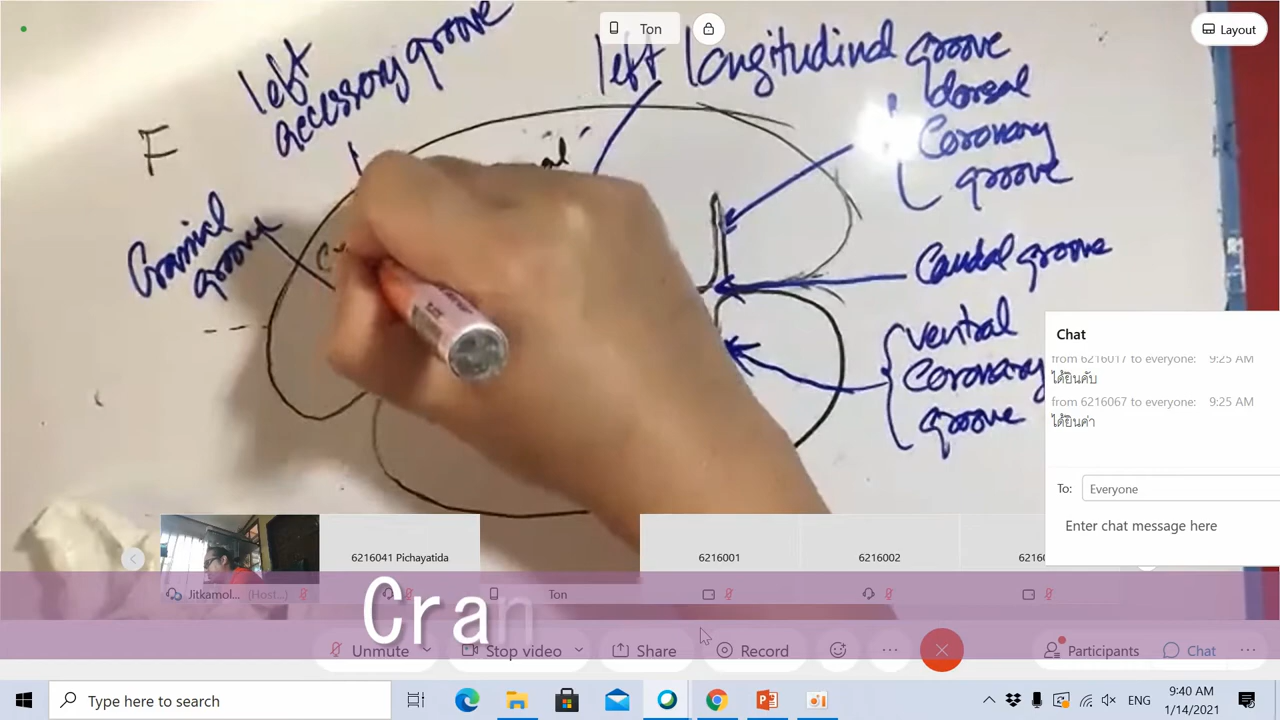 Ton
Layout
left
accessory groove
left longitudinal groove
dorsal
Coronary
groove
F
Cranial
groove
Caudal groove
ventral
Coronary
groove
Chat
from 6216017 to everyone: 9:25 AM
ได้ยินคับ
from 6216067 to everyone: 9:25 AM
ได้ยินค่า
To: Everyone
Enter chat message here
6216041 Pichayatida
6216001
6216002
Jitkamol... (Host...)
Ton
Cran
Unmute
Stop video
Share
Record
Participants
Chat
Type here to search
ENG
9:40 AM
1/14/2021